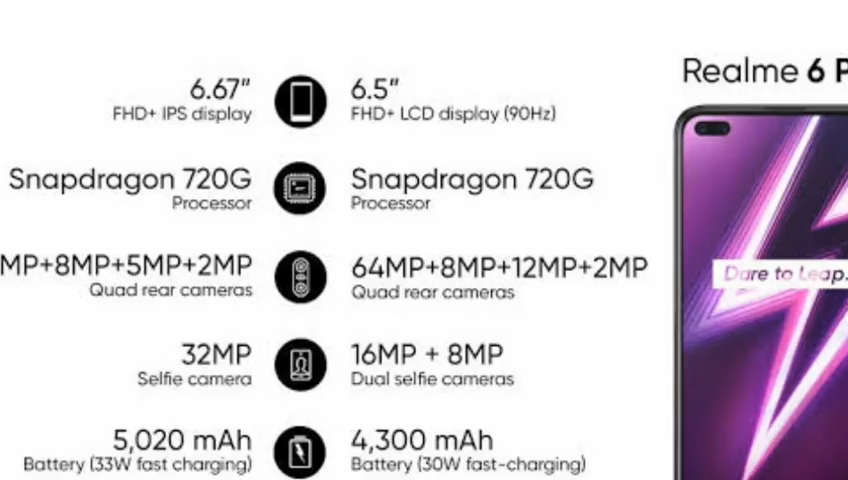 Realme 6 P
6.67"
FHD+ IPS display
6.5"
FHD+ LCD display (90Hz)
Snapdragon 720G
Processor
Snapdragon 720G
Processor
MP+8MP+5MP+2MP
Quad rear cameras
64MP+8MP+12MP+2MP
Quad rear cameras
Dare to Leap.
32MP
Selfie camera
16MP + 8MP
Dual selfie cameras
5,020 mAh
Battery (33W fast charging)
4,300 mAh
Battery (30W fast-charging)